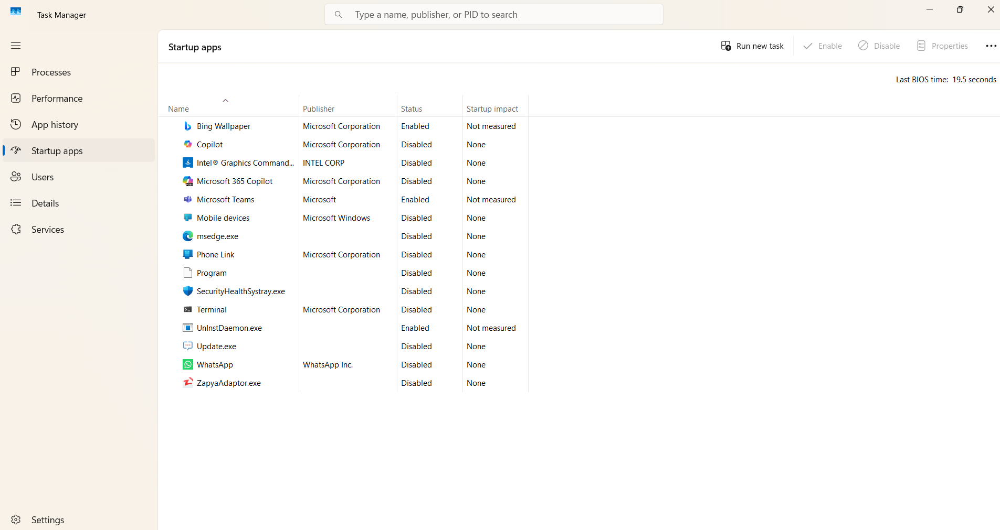 Task Manager
Type a name, publisher, or PID to search
Startup apps
Run new task
Enable
Disable
Properties
Processes
Performance
App history
Startup apps
Users
Details
Services
Settings
Last BIOS time: 19.5 seconds
Name Publisher Status Startup impact
Bing Wallpaper Microsoft Corporation Enabled Not measured
Copilot Microsoft Corporation Disabled None
Intel® Graphics Command... INTEL CORP Disabled None
Microsoft 365 Copilot Microsoft Corporation Disabled None
Microsoft Teams Microsoft Enabled Not measured
Mobile devices Microsoft Windows Disabled None
msedge.exe Disabled None
Phone Link Microsoft Corporation Disabled None
Program Disabled None
SecurityHealthSystray.exe Disabled None
Terminal Microsoft Corporation Disabled None
UnInstDaemon.exe Enabled Not measured
Update.exe Disabled None
WhatsApp WhatsApp Inc. Disabled None
ZapyaAdaptor.exe Disabled None